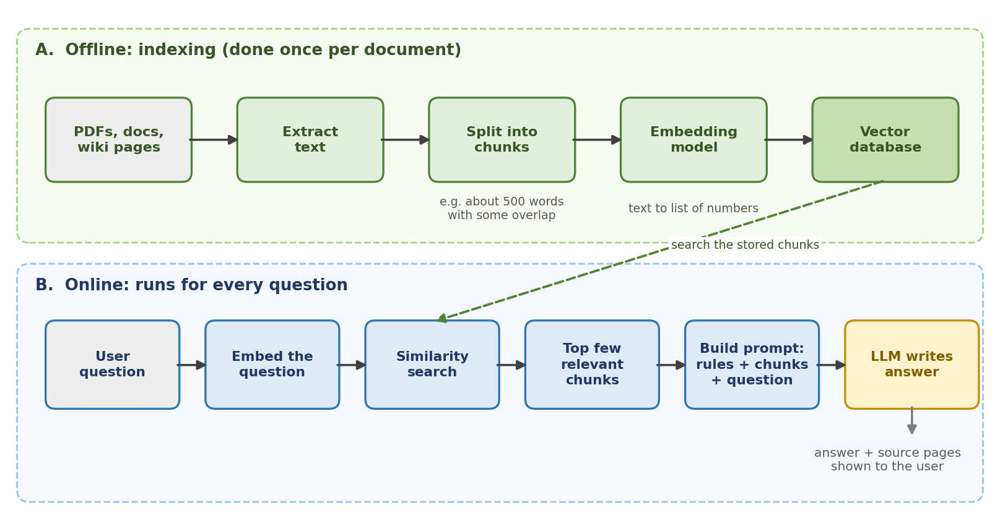 A.  Offline: indexing (done once per document)
PDFs, docs,
wiki pages
Extract
text
Split into
chunks
Embedding
model
Vector
database
e.g. about 500 words
with some overlap
text to list of numbers
search the stored chunks
B.  Online: runs for every question
User
question
Embed the
question
Similarity
search
Top few
relevant
chunks
Build prompt:
rules + chunks
+ question
LLM writes
answer
answer + source pages
shown to the user